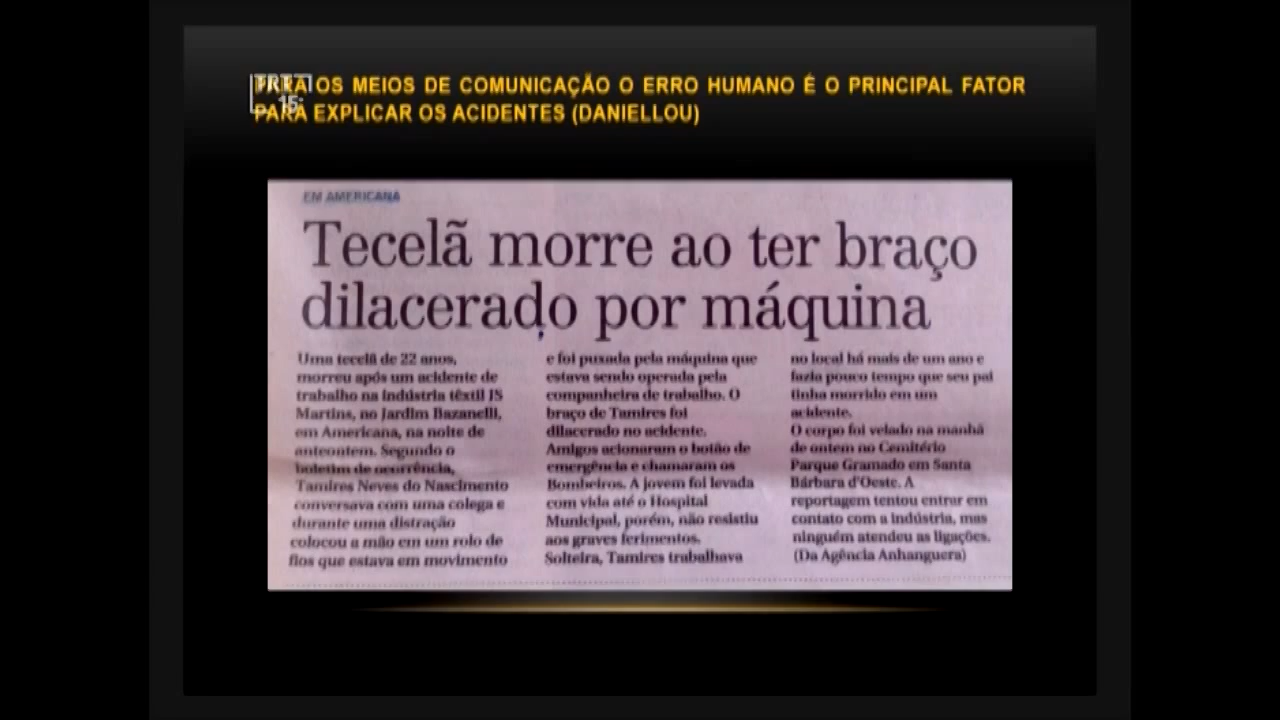 PARA OS MEIOS DE COMUNICAÇÃO O ERRO HUMANO É O PRINCIPAL FATOR
PARA EXPLICAR OS ACIDENTES (DANIELLOU)
TRT
15ª
EM AMERICANA
Tecelã morre ao ter braço
dilacerado por máquina
Uma tecelã de 22 anos,
morreu após um acidente de
trabalho na indústria têxtil JS
Martins, no Jardim Bazanelli,
em Americana, na noite de
anteontem. Segundo o
boletim de ocorrência,
Tamires Neves do Nascimento
conversava com uma colega e
durante uma distração
colocou a mão em um rolo de
fios que estava em movimento
e foi puxada pela máquina que
estava sendo operada pela
companheira de trabalho. O
braço de Tamires foi
dilacerado no acidente.
Amigos acionaram o botão de
emergência e chamaram os
Bombeiros. A jovem foi levada
com vida até o Hospital
Municipal, porém, não resistiu
aos graves ferimentos.
Solteira, Tamires trabalhava
no local há mais de um ano e
fazia pouco tempo que seu pai
tinha morrido em um
acidente.
O corpo foi velado na manhã
de ontem no Cemitério
Parque Gramado em Santa
Bárbara d'Oeste. A
reportagem tentou entrar em
contato com a indústria, mas
ninguém atendeu as ligações.
(Da Agência Anhanguera)